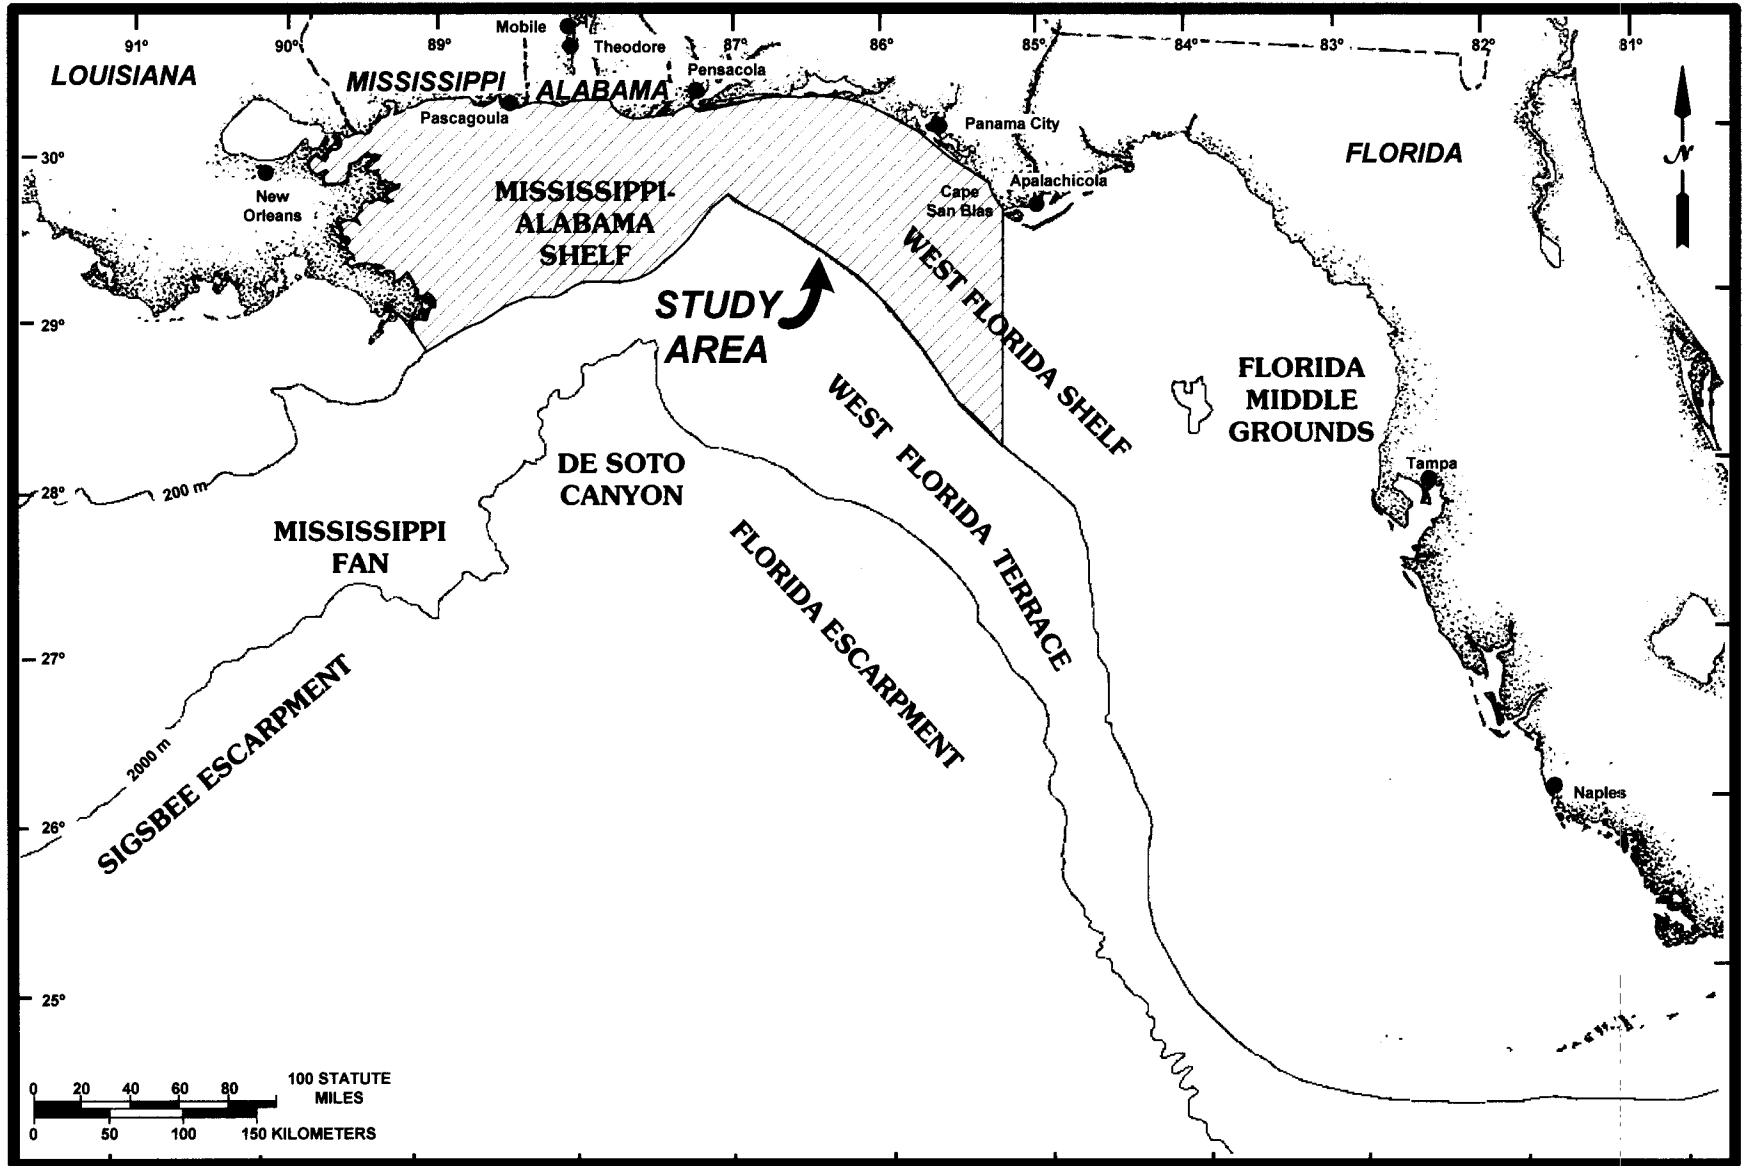 Mobile
91° 90° 89° 87° 86° 85° 84° 83° 82° 81°
Theodore
LOUISIANA
MISSISSIPPI
ALABAMA
Pensacola
Pascagoula
Panama City
30°
FLORIDA
N
New
Orleans
MISSISSIPPI-
ALABAMA
SHELF
Cape
San Blas
Apalachicola
WEST FLORIDA SHELF
29°
STUDY
AREA
FLORIDA
MIDDLE
GROUNDS
WEST FLORIDA TERRACE
DE SOTO
CANYON
Tampa
28°
200 m
MISSISSIPPI
FAN
FLORIDA ESCARPMENT
27°
2000 m
SIGSBEE ESCARPMENT
Naples
26°
25°
0 20 40 60 80 100 STATUTE
MILES
0 50 100 150 KILOMETERS